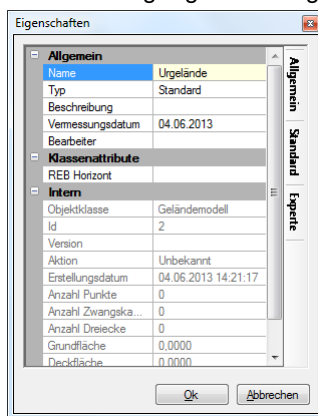 Eigenschaften
Allgemein
Name Urgelände
Typ Standard
Beschreibung
Vermessungsdatum 04.06.2013
Bearbeiter
Klassenattribute
REB Horizont
Intern
Objektklasse Geländemodell
Id 2
Version
Aktion Unbekannt
Erstellungsdatum 04.06.2013 14:21:17
Anzahl Punkte 0
Anzahl Zwangska... 0
Anzahl Dreiecke 0
Grundfläche 0,0000
Deckfläche 0,0000
Allgemein
Standard
Experte
Ok Abbrechen